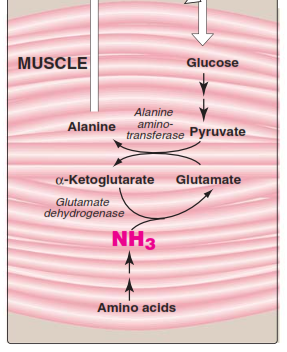 MUSCLE
Glucose
Alanine
amino-
transferase
Alanine
Pyruvate
α-Ketoglutarate
Glutamate
Glutamate
dehydrogenase
NH3
Amino acids